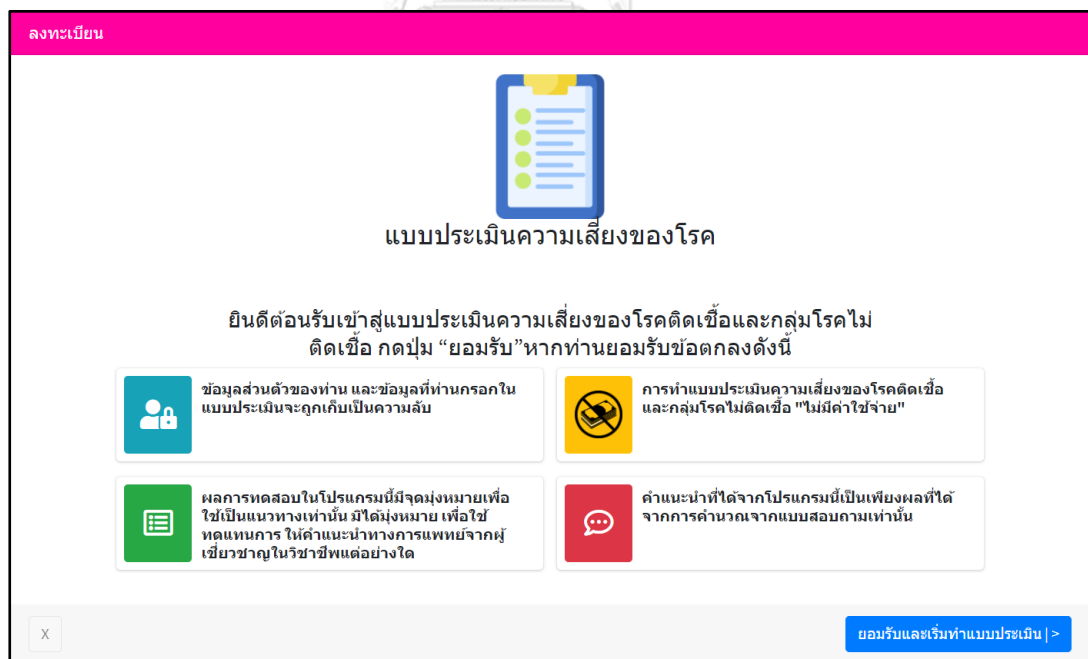 ลงทะเบียน
แบบประเมินความเสี่ยงของโรค
ยินดีต้อนรับเข้าสู่แบบประเมินความเสี่ยงของโรคติดเชื้อและกลุ่มโรคไม่
ติดเชื้อ กดปุ่ม “ยอมรับ”หากท่านยอมรับข้อตกลงดังนี้
ข้อมูลส่วนตัวของท่าน และข้อมูลที่ท่านกรอกใน
แบบประเมินจะถูกเก็บเป็นความลับ
การทำแบบประเมินความเสี่ยงของโรคติดเชื้อ
และกลุ่มโรคไม่ติดเชื้อ "ไม่มีค่าใช้จ่าย"
ผลการทดสอบในโปรแกรมนี้มีจุดมุ่งหมายเพื่อ
ใช้เป็นแนวทางเท่านั้น มิได้มุ่งหมาย เพื่อใช้
ทดแทนการ ให้คำแนะนำทางการแพทย์จากผู้
เชี่ยวชาญในวิชาชีพแต่อย่างใด
คำแนะนำที่ได้จากโปรแกรมนี้เป็นเพียงผลที่ได้
จากการคำนวณจากแบบสอบถามเท่านั้น
X
ยอมรับและเริ่มทำแบบประเมิน|>